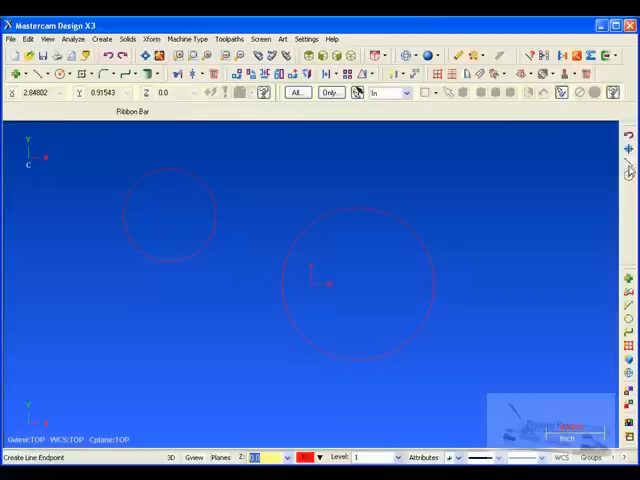 Mastercam Design X3
File Edit View Analyze Create Solids Xform Machine Type Toolpaths Screen Art Settings Help
X 2.84802 Y 0.91543 Z 0.0 All... Only... In
Ribbon Bar
Y
X
C
Y
X
Y
X
Gview:TOP WCS:TOP Cplane:TOP
Inch
Create Line Endpoint 3D Gview Planes Z: 0.0 Level: 1 Attributes WCS Groups